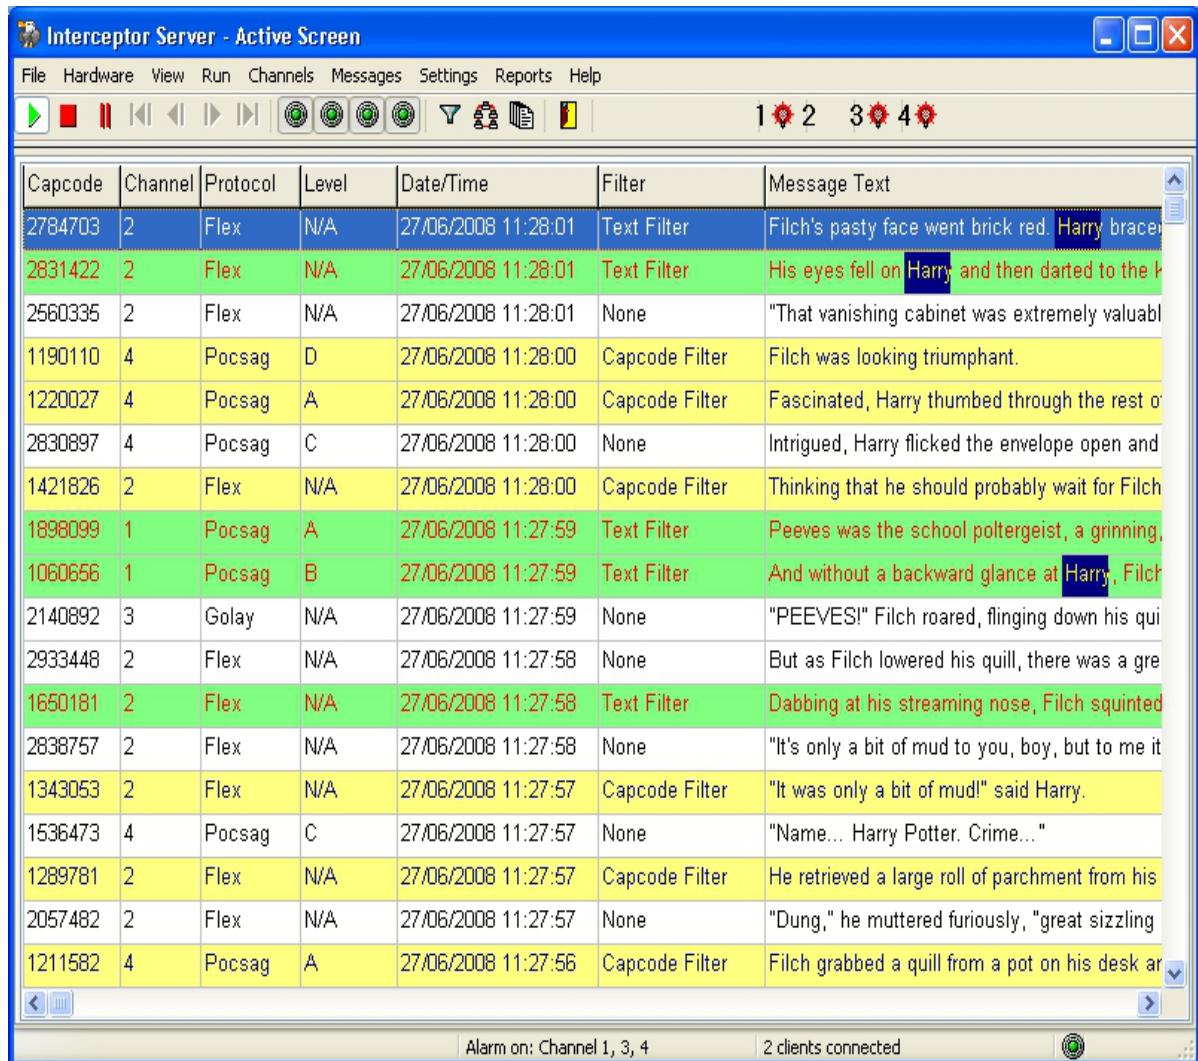 Interceptor Server - Active Screen
File Hardware View Run Channels Messages Settings Reports Help
1 2 3 4
Capcode Channel Protocol Level Date/Time Filter Message Text
2784703 2 Flex N/A 27/06/2008 11:28:01 Text Filter Filch's pasty face went brick red. Harry brace
2831422 2 Flex N/A 27/06/2008 11:28:01 Text Filter His eyes fell on Harry and then darted to the
2560335 2 Flex N/A 27/06/2008 11:28:01 None "That vanishing cabinet was extremely valuabl
1190110 4 Pocsag D 27/06/2008 11:28:00 Capcode Filter Filch was looking triumphant.
1220027 4 Pocsag A 27/06/2008 11:28:00 Capcode Filter Fascinated, Harry thumbed through the rest o
2830897 4 Pocsag C 27/06/2008 11:28:00 None Intrigued, Harry flicked the envelope open and
1421826 2 Flex N/A 27/06/2008 11:28:00 Capcode Filter Thinking that he should probably wait for Filch
1898099 1 Pocsag A 27/06/2008 11:27:59 Text Filter Peeves was the school poltergeist, a grinning,
1060656 1 Pocsag B 27/06/2008 11:27:59 Text Filter And without a backward glance at Harry, Filch
2140892 3 Golay N/A 27/06/2008 11:27:59 None "PEEVES!" Filch roared, flinging down his qui
2933448 2 Flex N/A 27/06/2008 11:27:58 None But as Filch lowered his quill, there was a gre
1650181 2 Flex N/A 27/06/2008 11:27:58 Text Filter Dabbing at his streaming nose, Filch squinted
2838757 2 Flex N/A 27/06/2008 11:27:58 None "It's only a bit of mud to you, boy, but to me it
1343053 2 Flex N/A 27/06/2008 11:27:57 Capcode Filter "It was only a bit of mud!" said Harry.
1536473 4 Pocsag C 27/06/2008 11:27:57 None "Name... Harry Potter. Crime..."
1289781 2 Flex N/A 27/06/2008 11:27:57 Capcode Filter He retrieved a large roll of parchment from his
2057482 2 Flex N/A 27/06/2008 11:27:57 None "Dung," he muttered furiously, "great sizzling
1211582 4 Pocsag A 27/06/2008 11:27:56 Capcode Filter Filch grabbed a quill from a pot on his desk ar
Alarm on: Channel 1, 3, 4 2 clients connected